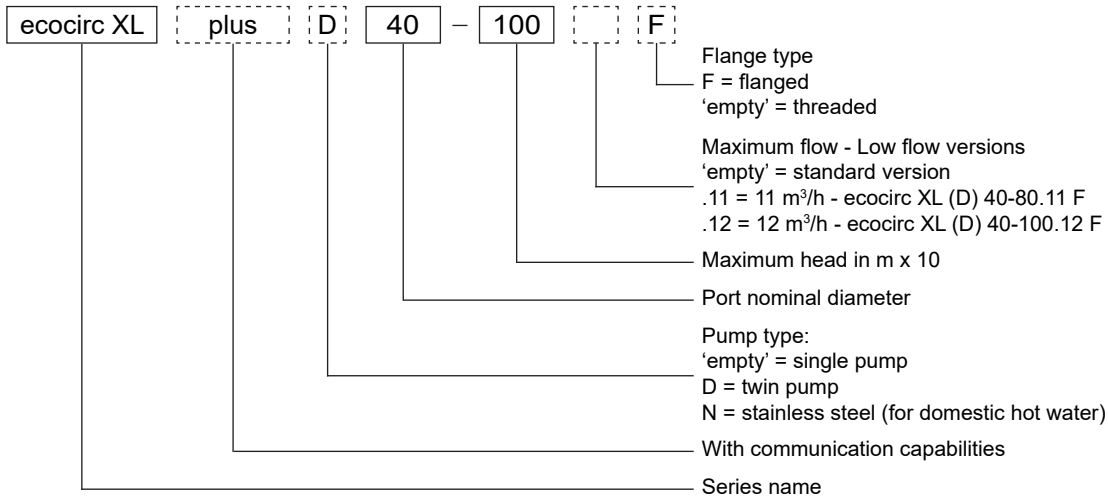 ecocirc XL plus D 40 – 100 F
Flange type
F = flanged
‘empty’ = threaded
Maximum flow - Low flow versions
‘empty’ = standard version
.11 = 11 m³/h - ecocirc XL (D) 40-80.11 F
.12 = 12 m³/h - ecocirc XL (D) 40-100.12 F
Maximum head in m x 10
Port nominal diameter
Pump type:
‘empty’ = single pump
D = twin pump
N = stainless steel (for domestic hot water)
With communication capabilities
Series name